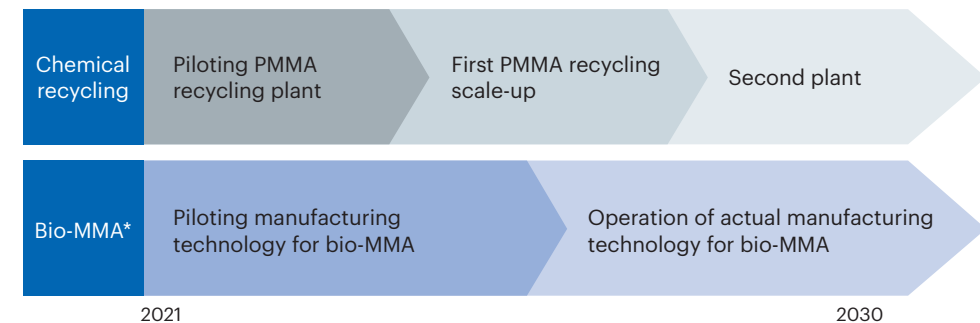 Chemical
recycling
Piloting PMMA
recycling plant
First PMMA recycling
scale-up
Second plant
Bio-MMA*
Piloting manufacturing
technology for bio-MMA
Operation of actual manufacturing
technology for bio-MMA
2021
2030